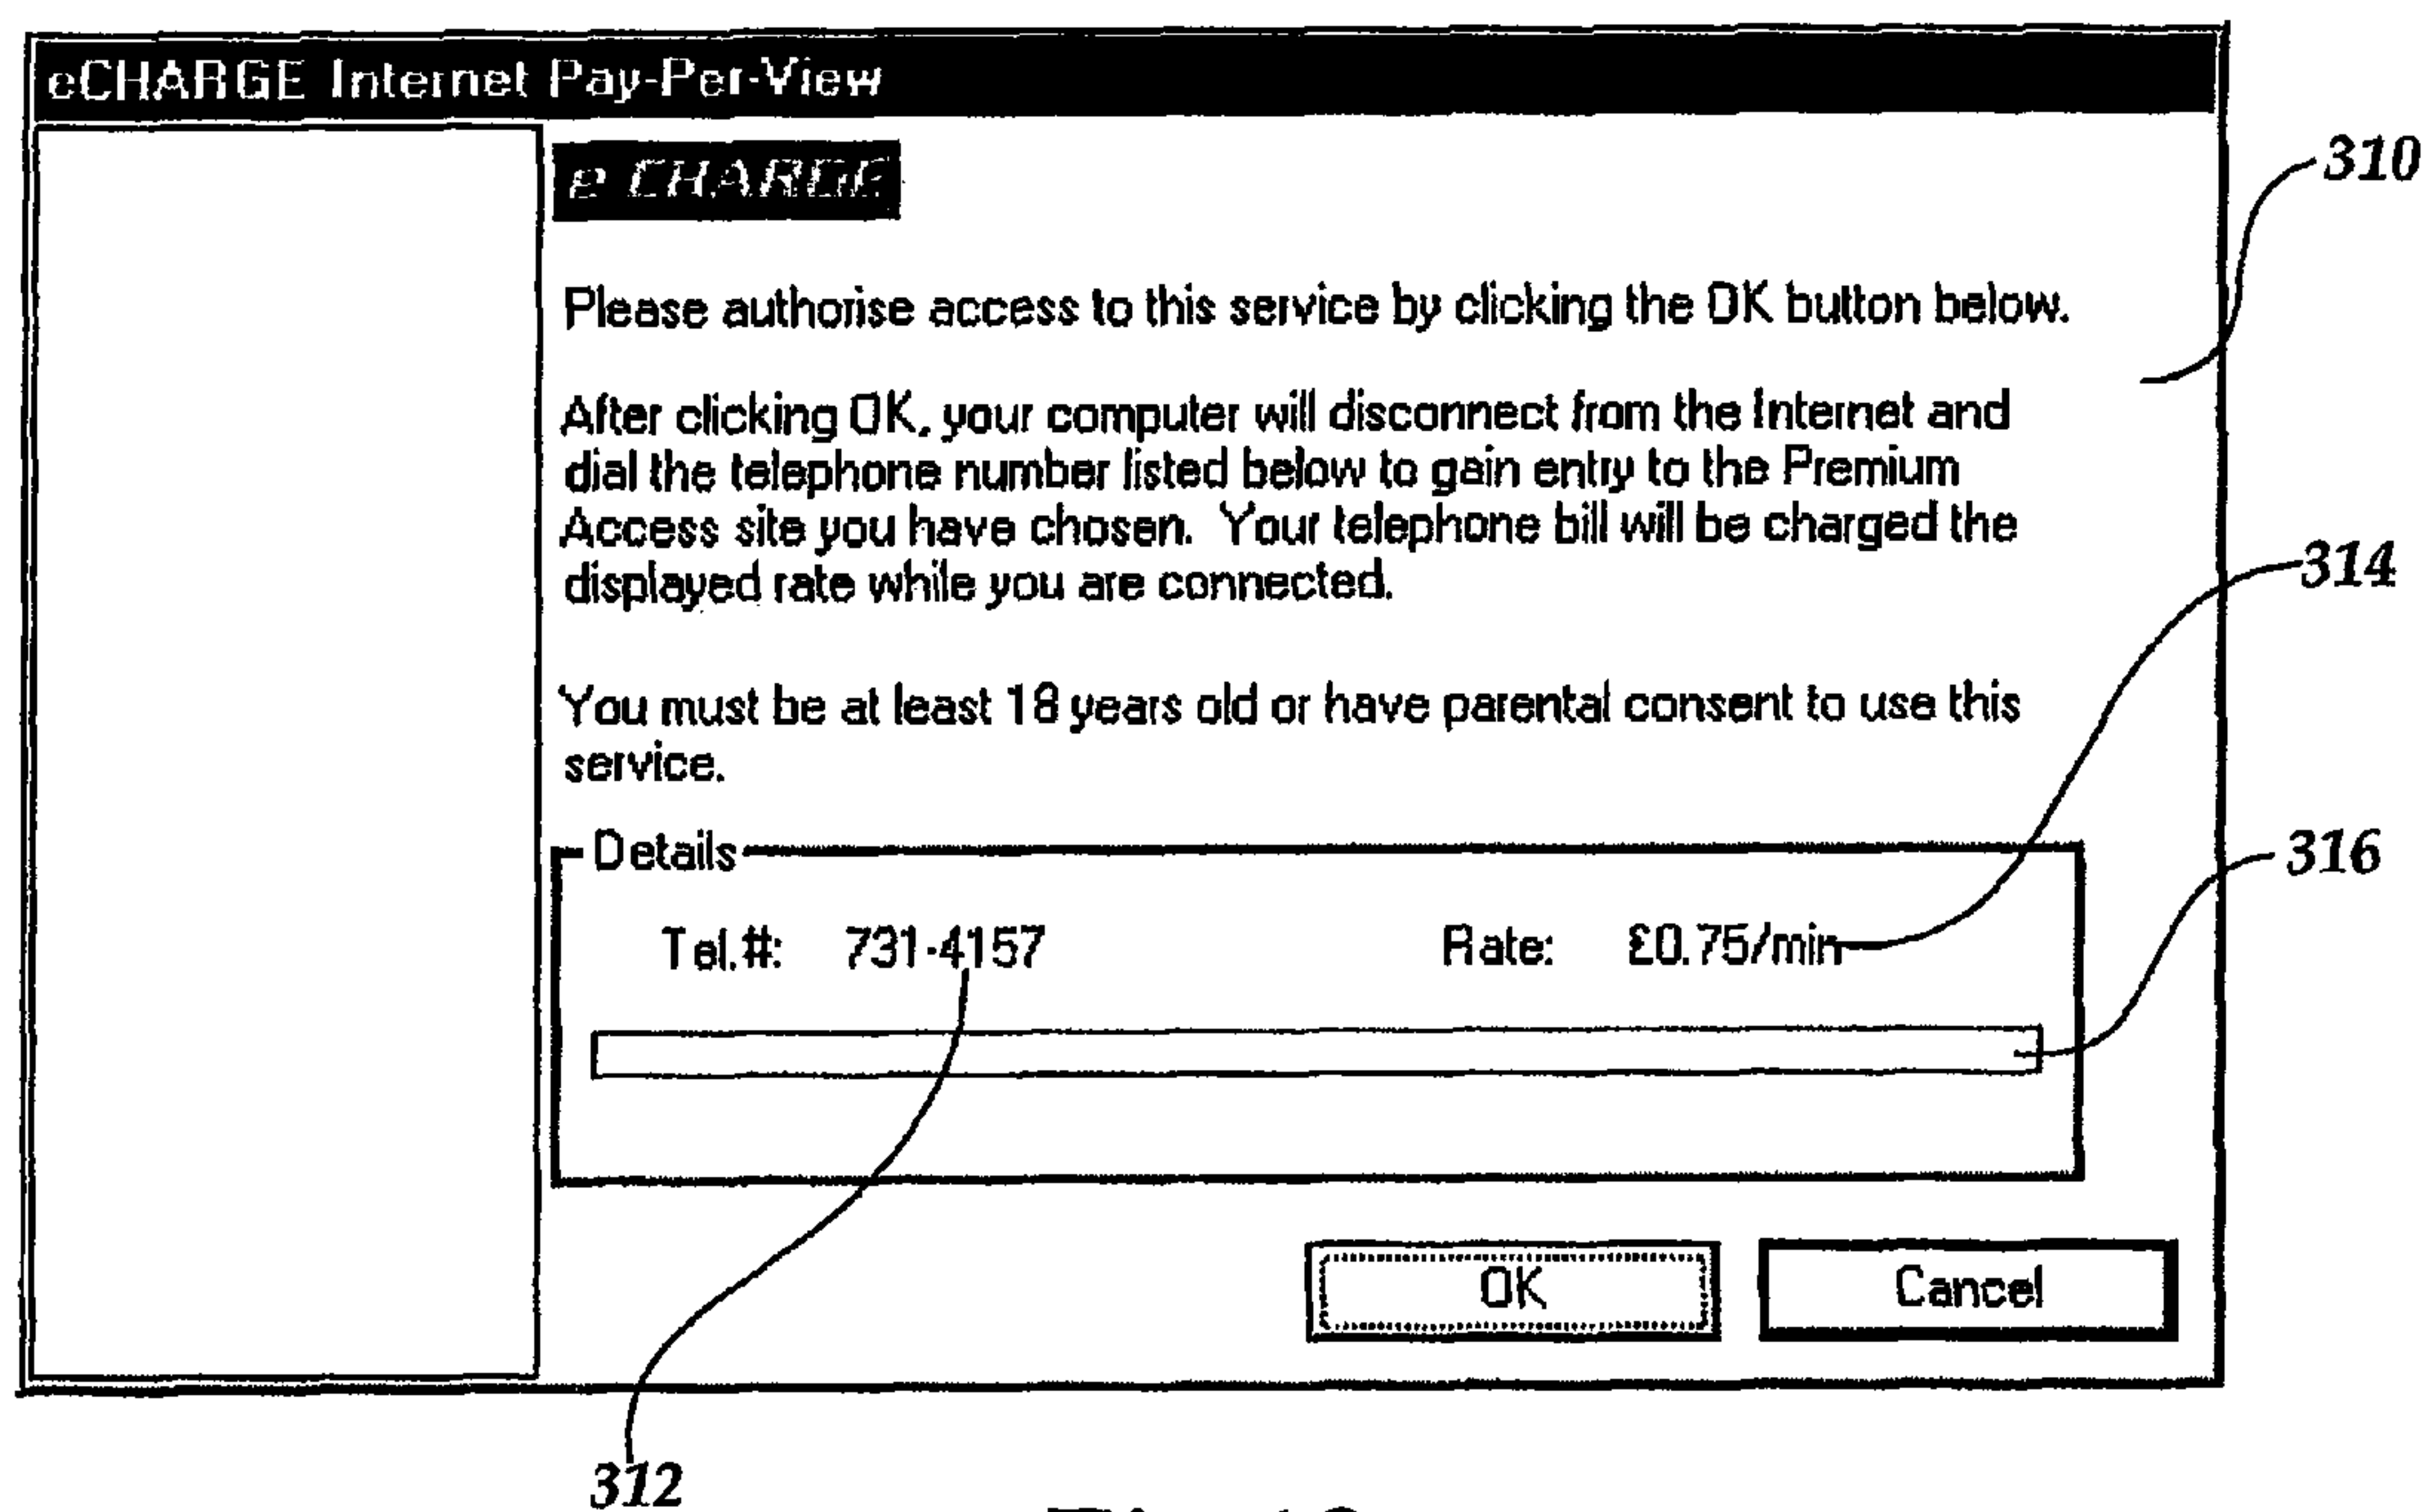 eCHARGE Internet Pay-Per-View
e CHARGE
310
Please authorise access to this service by clicking the OK button below.
After clicking OK, your computer will disconnect from the Internet and
dial the telephone number listed below to gain entry to the Premium
Access site you have chosen. Your telephone bill will be charged the
displayed rate while you are connected.
314
You must be at least 18 years old or have parental consent to use this
service.
Details
316
Tel.#: 731-4157 Rate: £0.75/min
OK Cancel
312